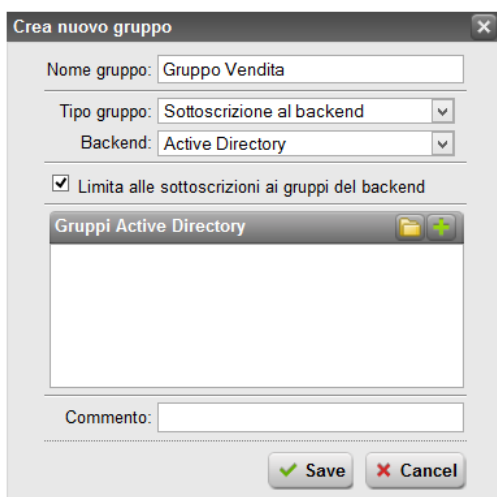 Crea nuovo gruppo
Nome gruppo: Gruppo Vendita
Tipo gruppo: Sottoscrizione al backend
Backend: Active Directory
Limita alle sottoscrizioni ai gruppi del backend
Gruppi Active Directory
Commento:
Save Cancel